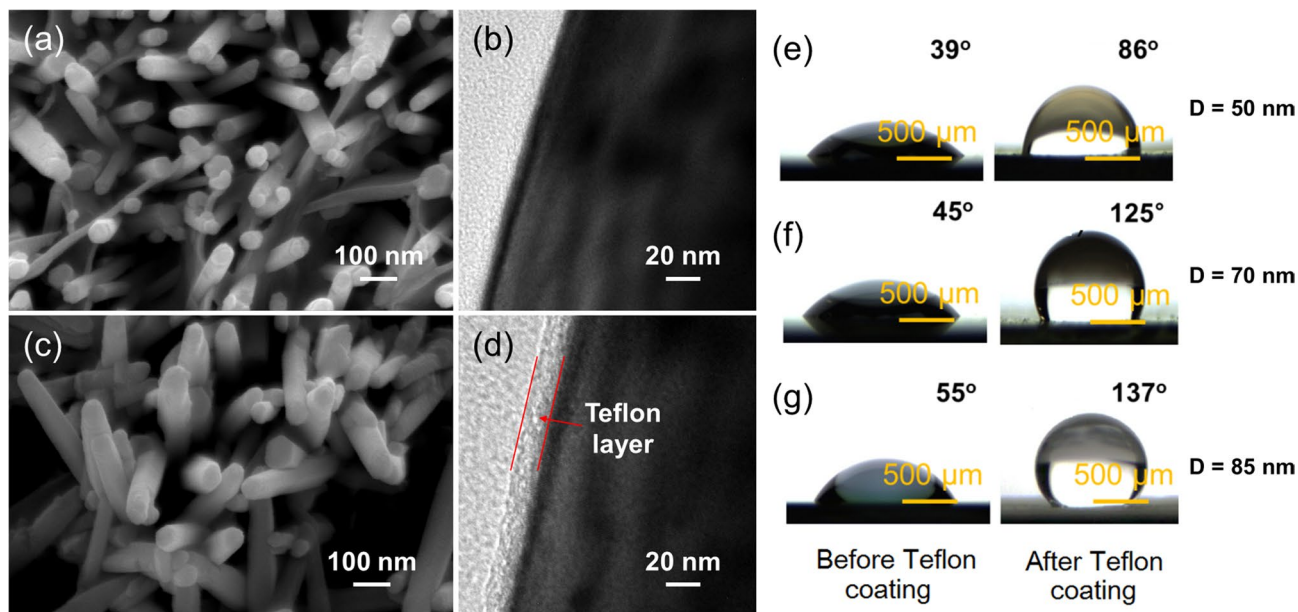 (a)
100 nm
(b)
20 nm
(c)
100 nm
(d)
Teflon
layer
20 nm
(e)
39°
86°
500 µm
500 µm
D = 50 nm
(f)
45°
125°
500 µm
500 µm
D = 70 nm
(g)
55°
137°
500 µm
500 µm
D = 85 nm
Before Teflon
coating
After Teflon
coating